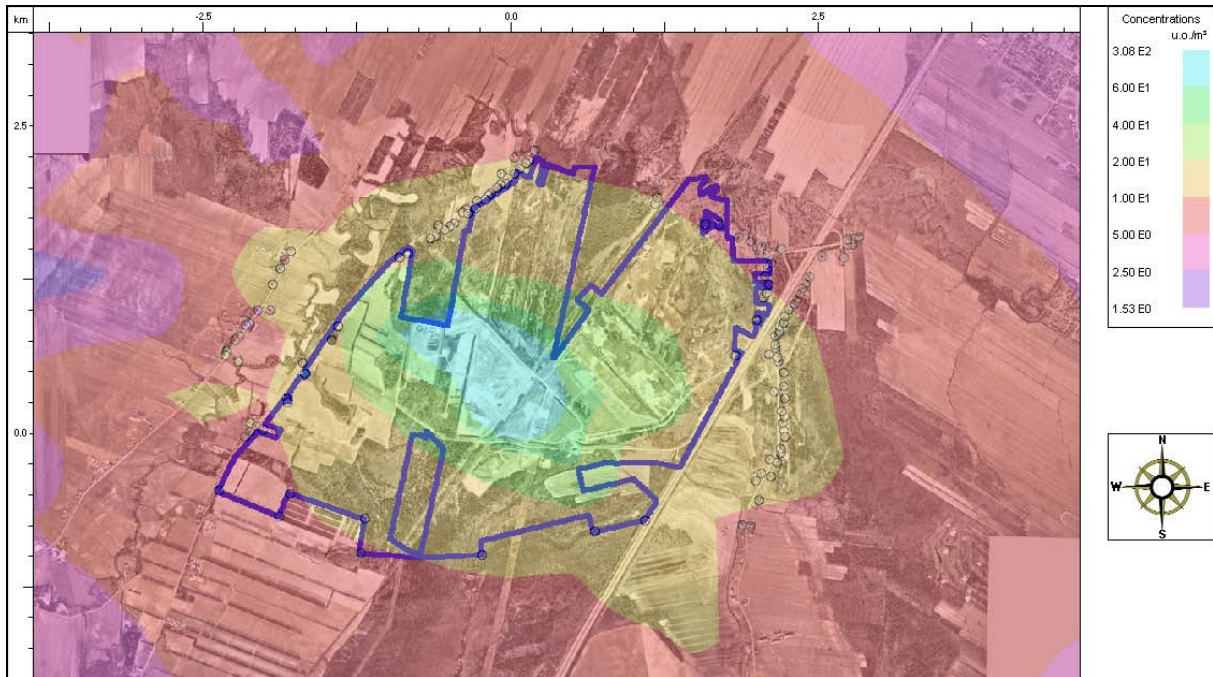 km
-2.5
0.0
2.5
2.5
0.0
Concentrations
u.o./m³
3.08 E2
6.00 E1
4.00 E1
2.00 E1
1.00 E1
5.00 E0
2.50 E0
1.53 E0
N
W
E
S